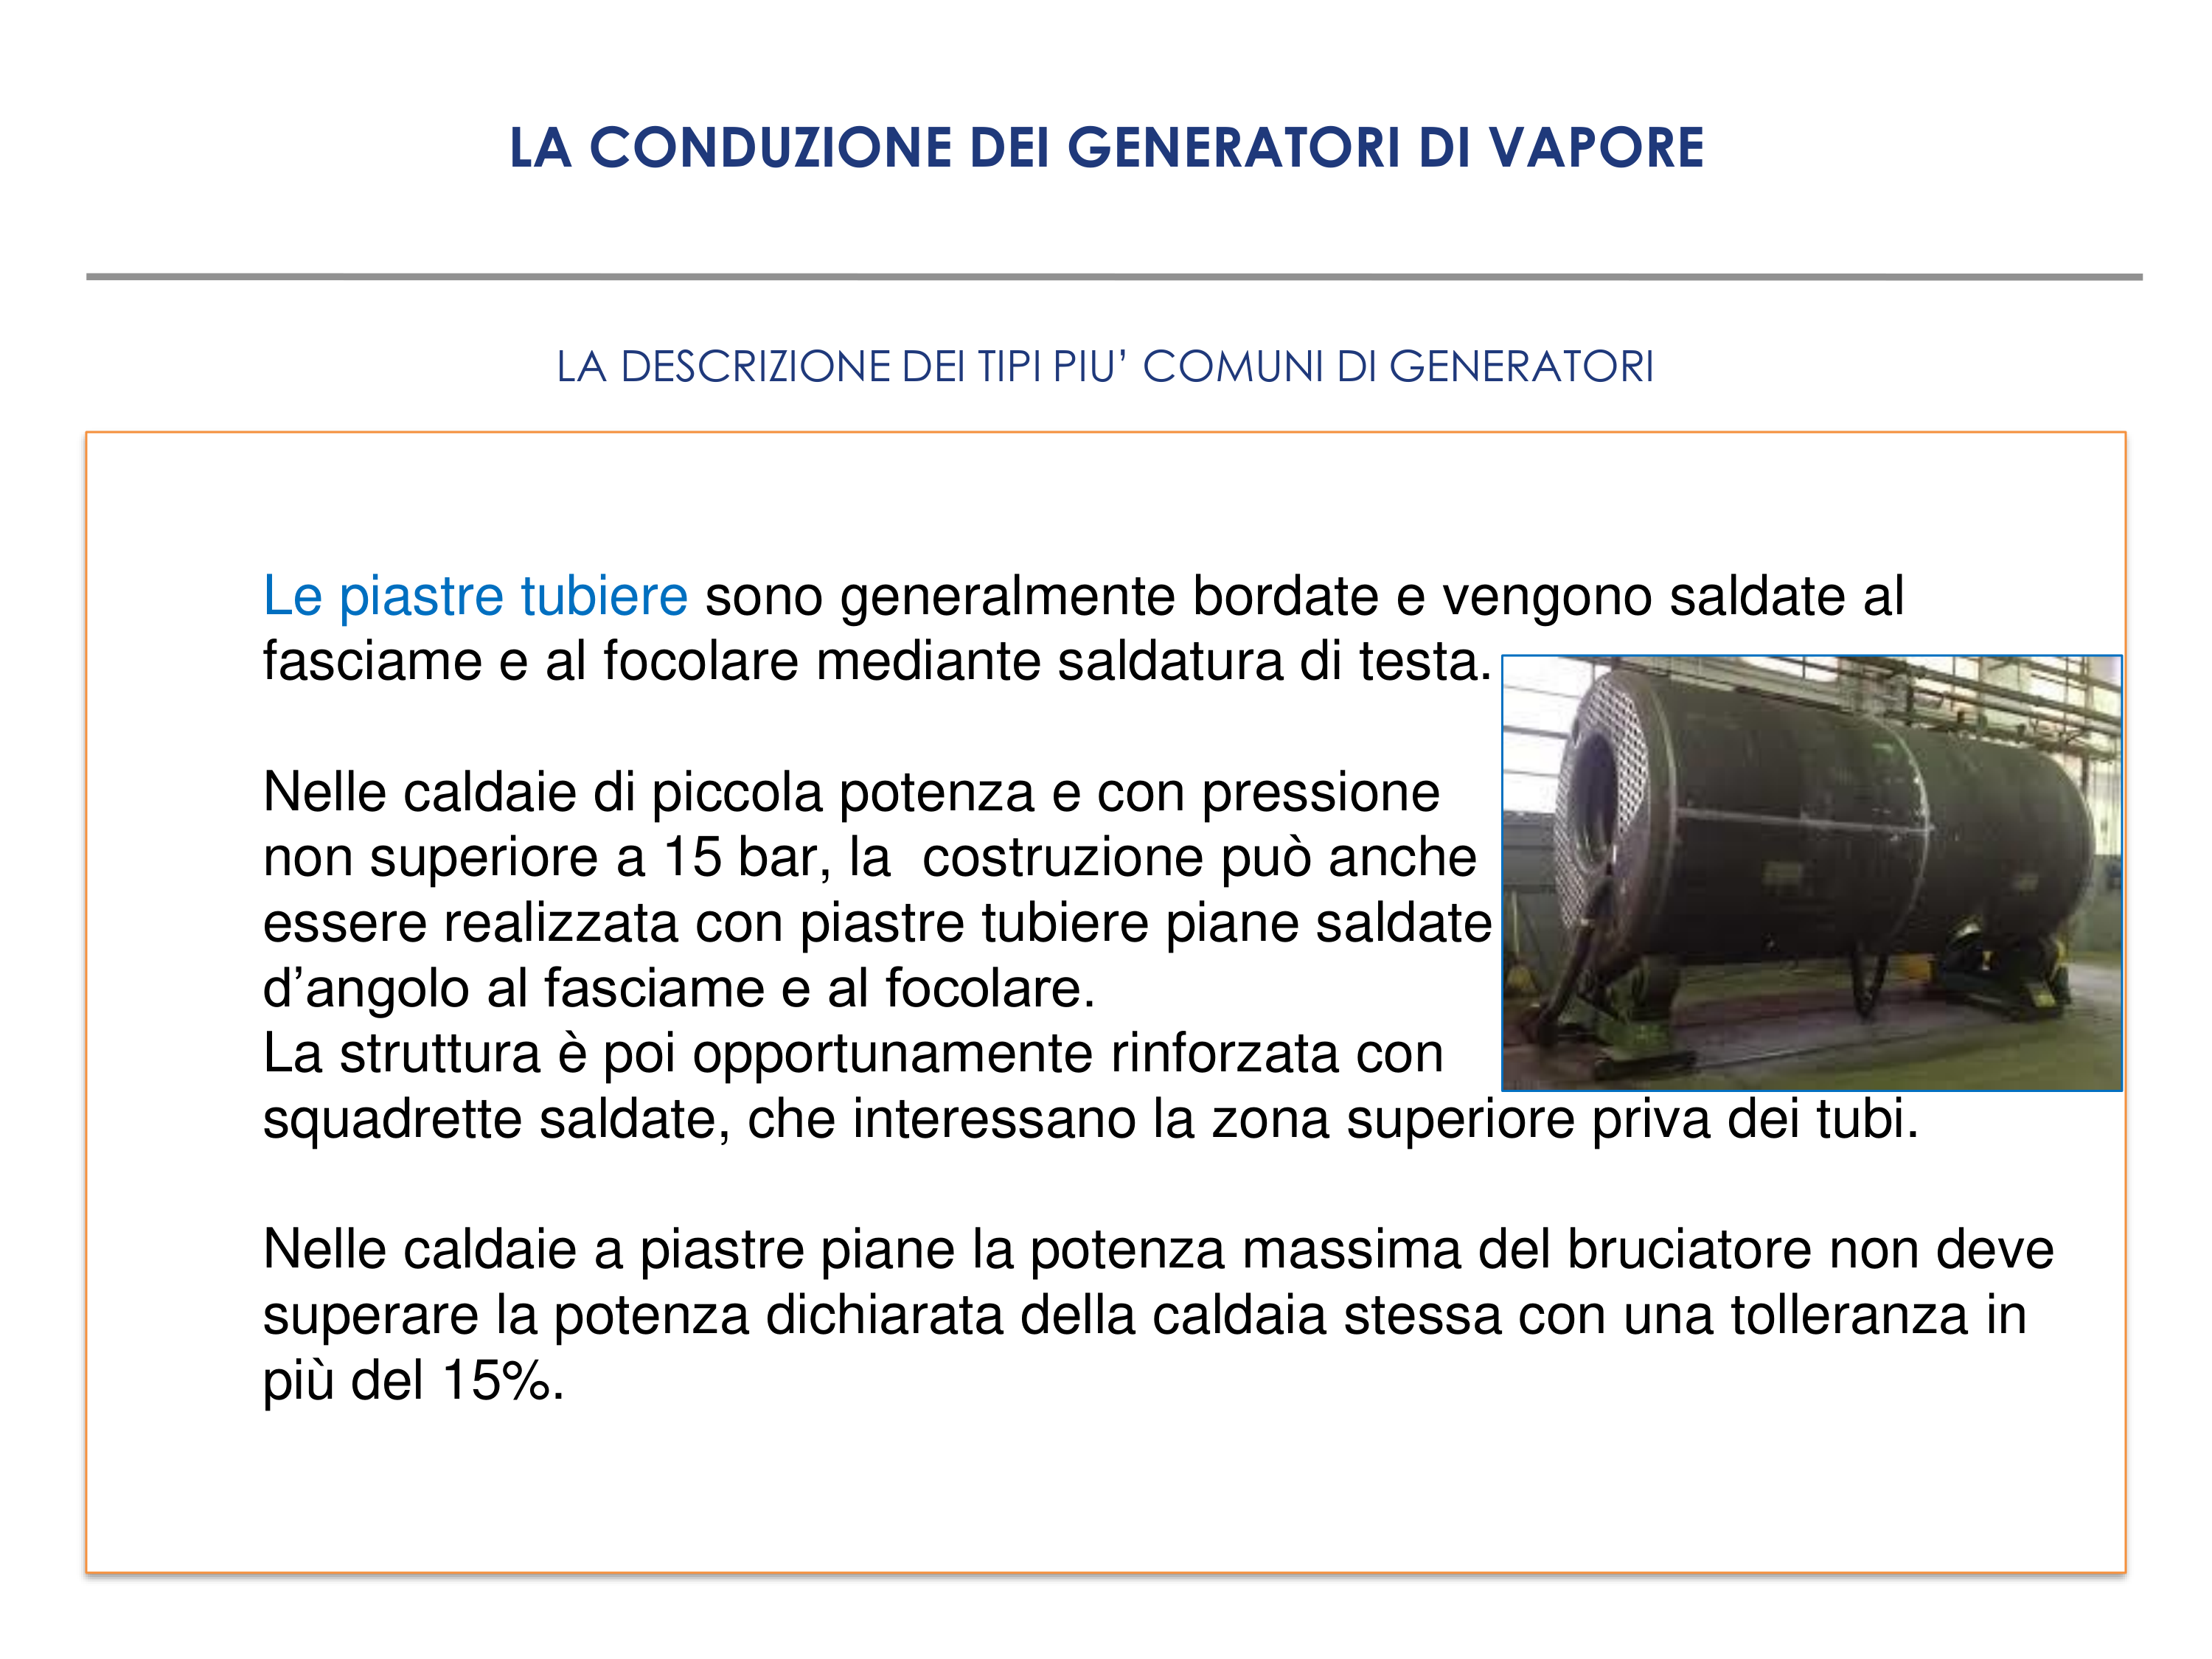 LA CONDUZIONE DEI GENERATORI DI VAPORE
LA DESCRIZIONE DEI TIPI PIU’ COMUNI DI GENERATORI
Le piastre tubiere sono generalmente bordate e vengono saldate al
fasciame e al focolare mediante saldatura di testa.
Nelle caldaie di piccola potenza e con pressione
non superiore a 15 bar, la  costruzione può anche
essere realizzata con piastre tubiere piane saldate
d’angolo al fasciame e al focolare.
La struttura è poi opportunamente rinforzata con
squadrette saldate, che interessano la zona superiore priva dei tubi.
Nelle caldaie a piastre piane la potenza massima del bruciatore non deve
superare la potenza dichiarata della caldaia stessa con una tolleranza in
più del 15%.